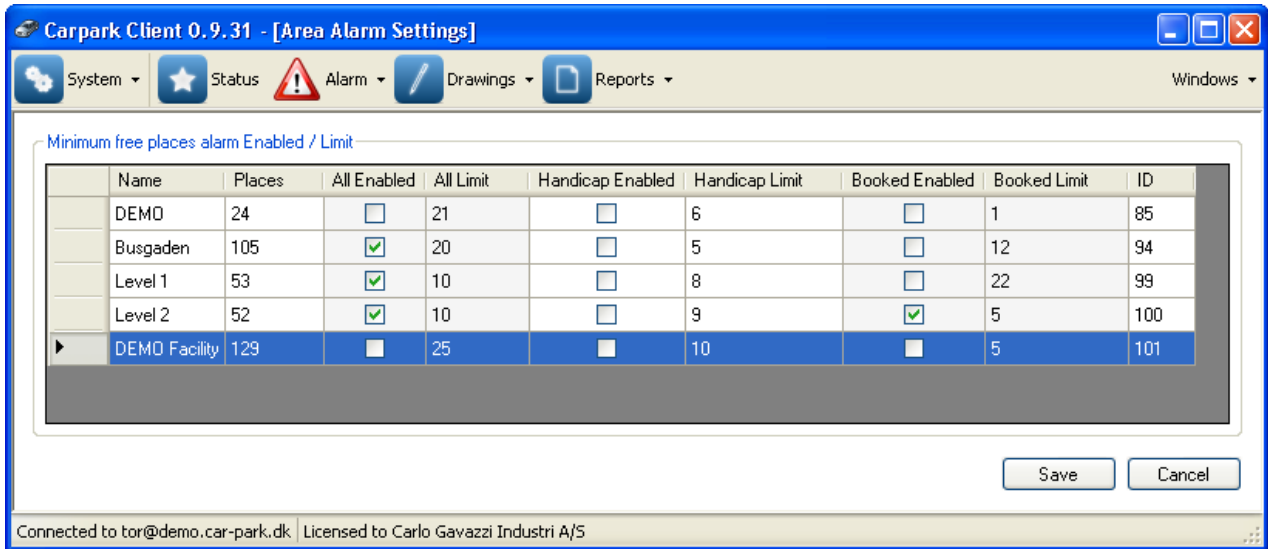 Carpark Client 0.9.31 - [Area Alarm Settings]
System Status Alarm Drawings Reports Windows
Minimum free places alarm Enabled / Limit
Name Places All Enabled All Limit Handicap Enabled Handicap Limit Booked Enabled Booked Limit ID
DEMO 24 21 6 1 85
Busgaden 105 20 5 12 94
Level 1 53 10 8 22 99
Level 2 52 10 9 5 100
DEMO Facility 129 25 10 5 101
Save Cancel
Connected to tor@demo.car-park.dk Licensed to Carlo Gavazzi Industri A/S